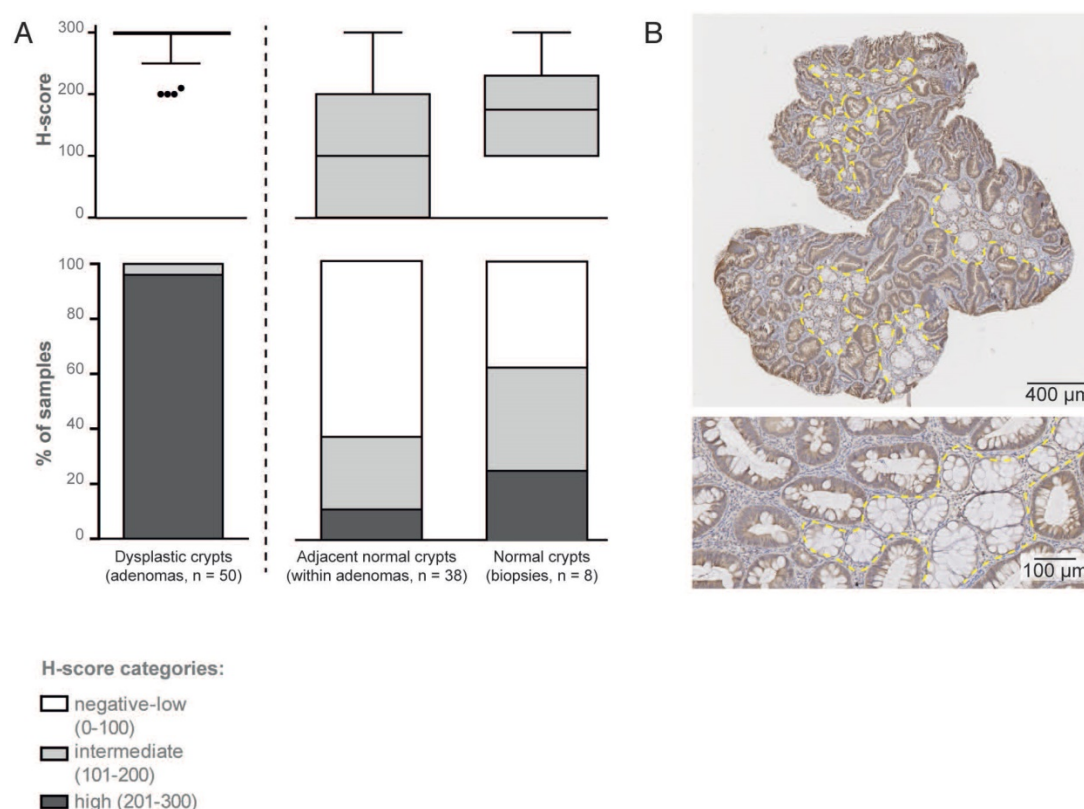 A
H-score
300
200
100
0
% of samples
100
80
60
40
20
0
Dysplastic crypts
(adenomas, n = 50)
Adjacent normal crypts
(within adenomas, n = 38)
Normal crypts
(biopsies, n = 8)
H-score categories:
negative-low
(0-100)
intermediate
(101-200)
high (201-300)
B
400 µm
100 µm